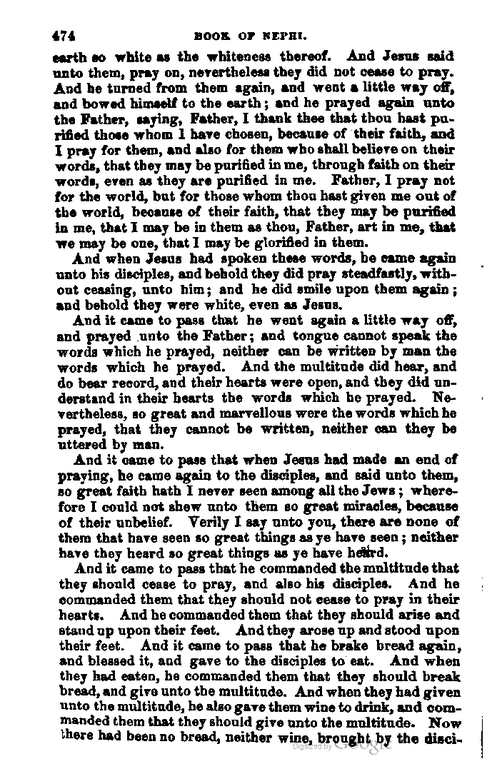 474 BOOK OF NEPHI.
earth so white as the whiteness thereof. And Jesus said
unto them, pray on, nevertheless they did not cease to pray.
And he turned from them again, and went a little way off,
and bowed himself to the earth; and he prayed again unto
the Father, saying, Father, I thank thee that thou hast pu-
rified those whom I have chosen, because of their faith, and
I pray for them, and also for them who shall believe on their
words, that they may be purified in me, through faith on their
words, even as they are purified in me. Father, I pray not
for the world, but for those whom thou hast given me out of
the world, because of their faith, that they may be purified
in me, that I may be in them as thou, Father, art in me, that
we may be one, that I may be glorified in them.
And when Jesus had spoken these words, he came again
unto his disciples, and behold they did pray steadfastly, with-
out ceasing, unto him; and he did smile upon them again;
and behold they were white, even as Jesus.
And it came to pass that he went again a little way off,
and prayed unto the Father; and tongue cannot speak the
words which he prayed, neither can be written by man the
words which he prayed. And the multitude did hear, and
do bear record, and their hearts were open, and they did un-
derstand in their hearts the words which he prayed. Ne-
vertheless, so great and marvellous were the words which he
prayed, that they cannot be written, neither can they be
uttered by man.
And it came to pass that when Jesus had made an end of
praying, he came again to the disciples, and said unto them,
so great faith hath I never seen among all the Jews; where-
fore I could not shew unto them so great miracles, because
of their unbelief. Verily I say unto you, there are none of
them that have seen so great things as ye have seen; neither
have they heard so great things as ye have heard.
And it came to pass that he commanded the multitude that
they should cease to pray, and also his disciples. And he
commanded them that they should not cease to pray in their
hearts. And he commanded them that they should arise and
stand up upon their feet. And they arose up and stood upon
their feet. And it came to pass that he brake bread again,
and blessed it, and gave to the disciples to eat. And when
they had eaten, he commanded them that they should break
bread, and give unto the multitude. And when they had given
unto the multitude, he also gave them wine to drink, and com-
manded them that they should give unto the multitude. Now
there had been no bread, neither wine, brought by the disci-
Digitized by Google